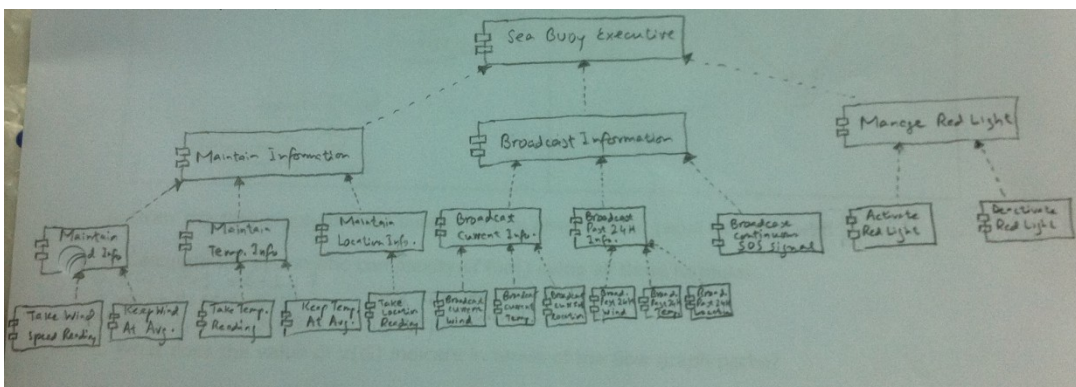 Sea Buoy Executive
Maintain Information
Broadcast Information
Manage Red Light
Maintain
d Info
Maintain
Temp. Info
Maintain
Location Info.
Broadcast
Current Info.
Broadcast
Past 24H
Info.
Broadcast
continuous
SOS signal
Activate
Red Light
Deactivate
Red Light
Take Wind
Speed Reading
Keep Wind
At Avg.
Take Temp.
Reading
Keep Temp.
At Avg.
Take
Location
Reading
Broadcast
current
wind
Broadcast
current
Temp
Broadcast
current
location
Broad.
Past 24H
Wind
Broad.
Past 24H
Temp
Broad.
Past 24H
Location